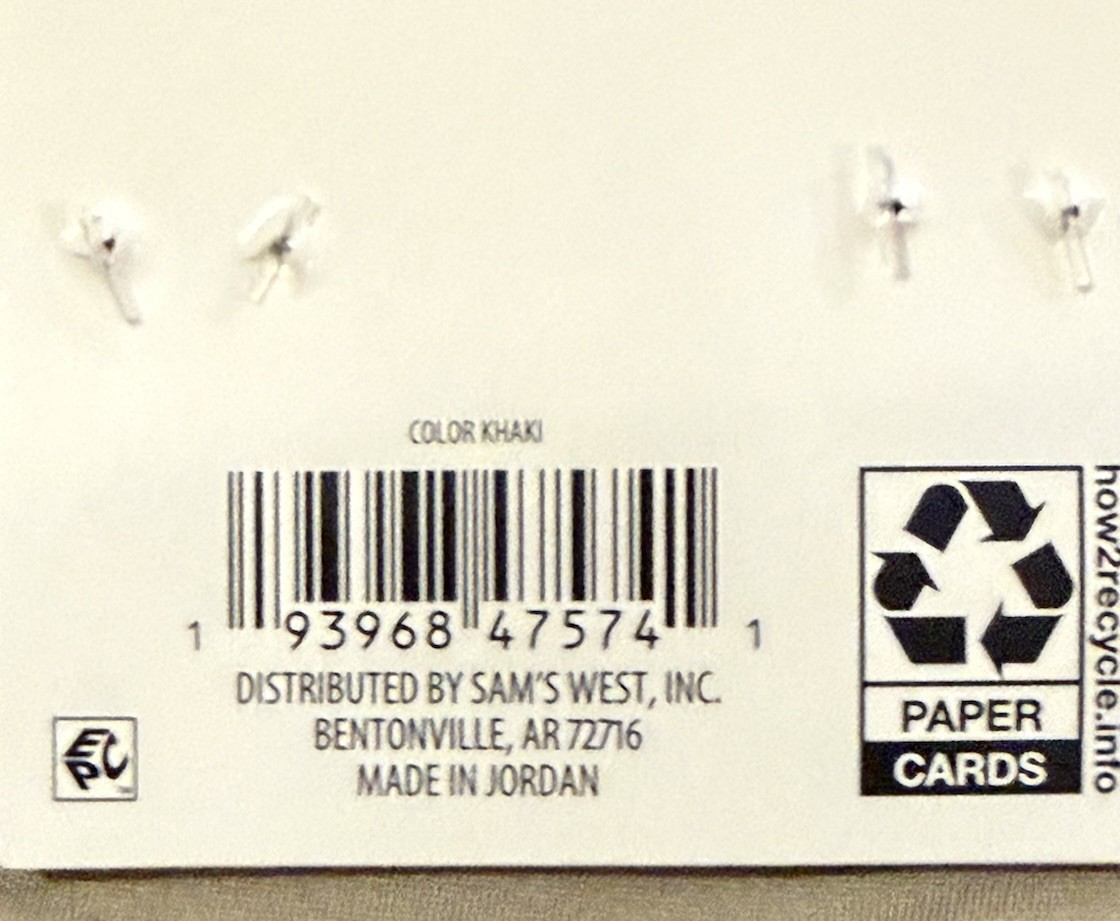 COLOR KHAKI
1 93968 47574 1
DISTRIBUTED BY SAM'S WEST, INC.
BENTONVILLE, AR 72716
MADE IN JORDAN
EPC
PAPER
CARDS
how2recycle.info